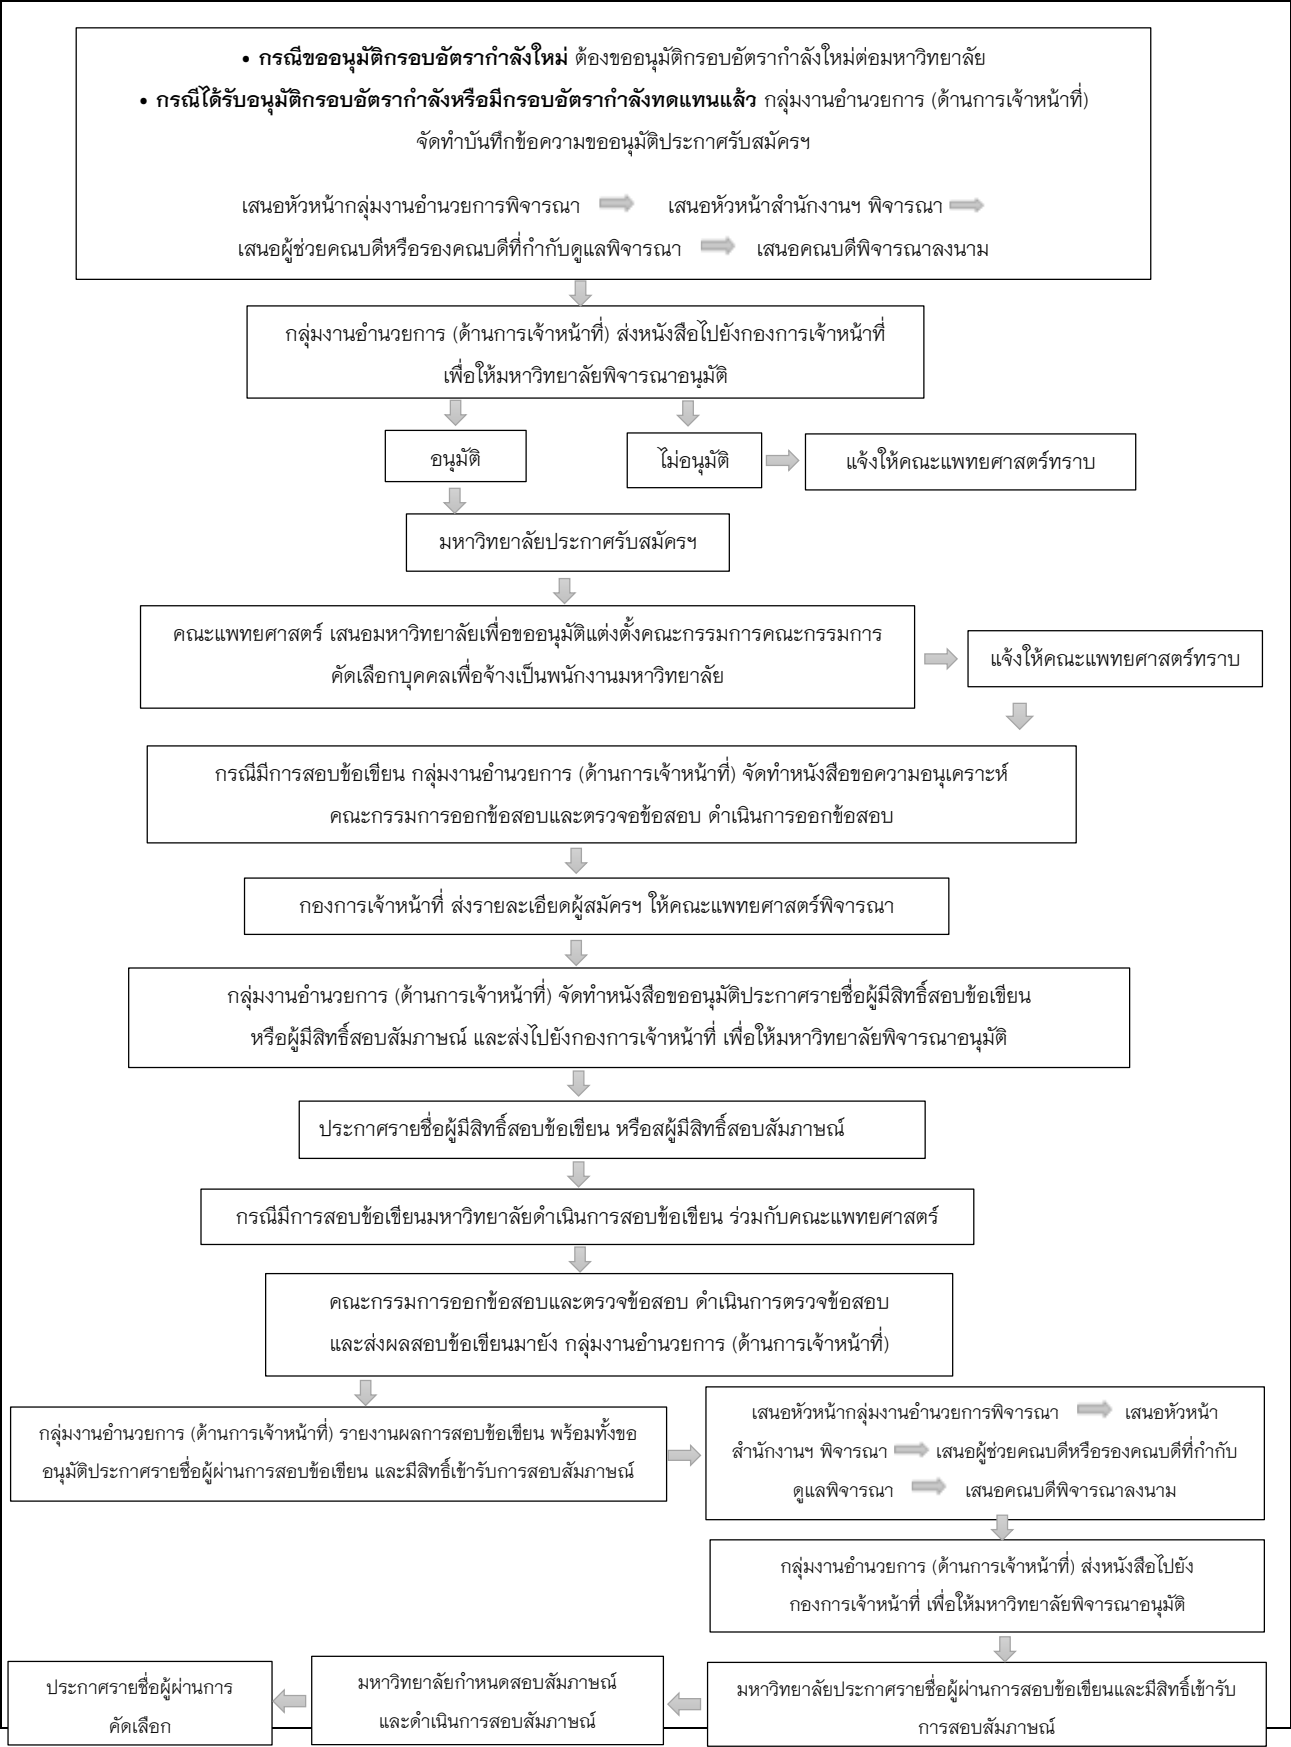 • กรณีขออนุมัติกรอบอัตรากำลังใหม่ ต้องขออนุมัติกรอบอัตรากำลังใหม่ต่อมหาวิทยาลัย
• กรณีได้รับอนุมัติกรอบอัตรากำลังหรือมีกรอบอัตรากำลังทดแทนแล้ว กลุ่มงานอำนวยการ (ด้านการเจ้าหน้าที่)
จัดทำบันทึกข้อความขออนุมัติประกาศรับสมัครฯ
เสนอหัวหน้ากลุ่มงานอำนวยการพิจารณา เสนอหัวหน้าสำนักงานฯ พิจารณา
เสนอผู้ช่วยคณบดีหรือรองคณบดีที่กำกับดูแลพิจารณา เสนอคณบดีพิจารณาลงนาม
กลุ่มงานอำนวยการ (ด้านการเจ้าหน้าที่) ส่งหนังสือไปยังกองการเจ้าหน้าที่
เพื่อให้มหาวิทยาลัยพิจารณาอนุมัติ
อนุมัติ
ไม่อนุมัติ
แจ้งให้คณะแพทยศาสตร์ทราบ
มหาวิทยาลัยประกาศรับสมัครฯ
คณะแพทยศาสตร์ เสนอมหาวิทยาลัยเพื่อขออนุมัติแต่งตั้งคณะกรรมการคณะกรรมการ
คัดเลือกบุคคลเพื่อจ้างเป็นพนักงานมหาวิทยาลัย
แจ้งให้คณะแพทยศาสตร์ทราบ
กรณีมีการสอบข้อเขียน กลุ่มงานอำนวยการ (ด้านการเจ้าหน้าที่) จัดทำหนังสือขอความอนุเคราะห์
คณะกรรมการออกข้อสอบและตรวจอข้อสอบ ดำเนินการออกข้อสอบ
กองการเจ้าหน้าที่ ส่งรายละเอียดผู้สมัครฯ ให้คณะแพทยศาสตร์พิจารณา
กลุ่มงานอำนวยการ (ด้านการเจ้าหน้าที่) จัดทำหนังสือขออนุมัติประกาศรายชื่อผู้มีสิทธิ์สอบข้อเขียน
หรือผู้มีสิทธิ์สอบสัมภาษณ์ และส่งไปยังกองการเจ้าหน้าที่ เพื่อให้มหาวิทยาลัยพิจารณาอนุมัติ
ประกาศรายชื่อผู้มีสิทธิ์สอบข้อเขียน หรือสผู้มีสิทธิ์สอบสัมภาษณ์
กรณีมีการสอบข้อเขียนมหาวิทยาลัยดำเนินการสอบข้อเขียน ร่วมกับคณะแพทยศาสตร์
คณะกรรมการออกข้อสอบและตรวจข้อสอบ ดำเนินการตรวจข้อสอบ
และส่งผลสอบข้อเขียนมายัง กลุ่มงานอำนวยการ (ด้านการเจ้าหน้าที่)
กลุ่มงานอำนวยการ (ด้านการเจ้าหน้าที่) รายงานผลการสอบข้อเขียน พร้อมทั้งขอ
อนุมัติประกาศรายชื่อผู้ผ่านการสอบข้อเขียน และมีสิทธิ์เข้ารับการสอบสัมภาษณ์
เสนอหัวหน้ากลุ่มงานอำนวยการพิจารณา เสนอหัวหน้า
สำนักงานฯ พิจารณา เสนอผู้ช่วยคณบดีหรือรองคณบดีที่กำกับ
ดูแลพิจารณา เสนอคณบดีพิจารณาลงนาม
กลุ่มงานอำนวยการ (ด้านการเจ้าหน้าที่) ส่งหนังสือไปยัง
กองการเจ้าหน้าที่ เพื่อให้มหาวิทยาลัยพิจารณาอนุมัติ
มหาวิทยาลัยประกาศรายชื่อผู้ผ่านการสอบข้อเขียนและมีสิทธิ์เข้ารับ
การสอบสัมภาษณ์
มหาวิทยาลัยกำหนดสอบสัมภาษณ์
และดำเนินการสอบสัมภาษณ์
ประกาศรายชื่อผู้ผ่านการ
คัดเลือก